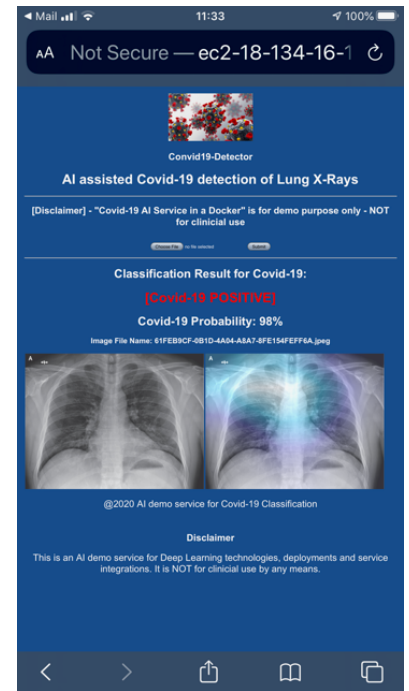 Mail 11:33 100%
AA Not Secure — ec2-18-134-16-1
Convid19-Detector
AI assisted Covid-19 detection of Lung X-Rays
[Disclaimer] - "Covid-19 AI Service in a Docker" is for demo purpose only - NOT
for clinicial use
Choose File no file selected Submit
Classification Result for Covid-19:
[Covid-19 POSITIVE]
Covid-19 Probability: 98%
Image File Name: 61FEB9CF-0B1D-4A04-A8A7-8FE154FEFF6A.jpeg
A A
@2020 AI demo service for Covid-19 Classification
Disclaimer
This is an AI demo service for Deep Learning technologies, deployments and service
integrations. It is NOT for clinicial use by any means.